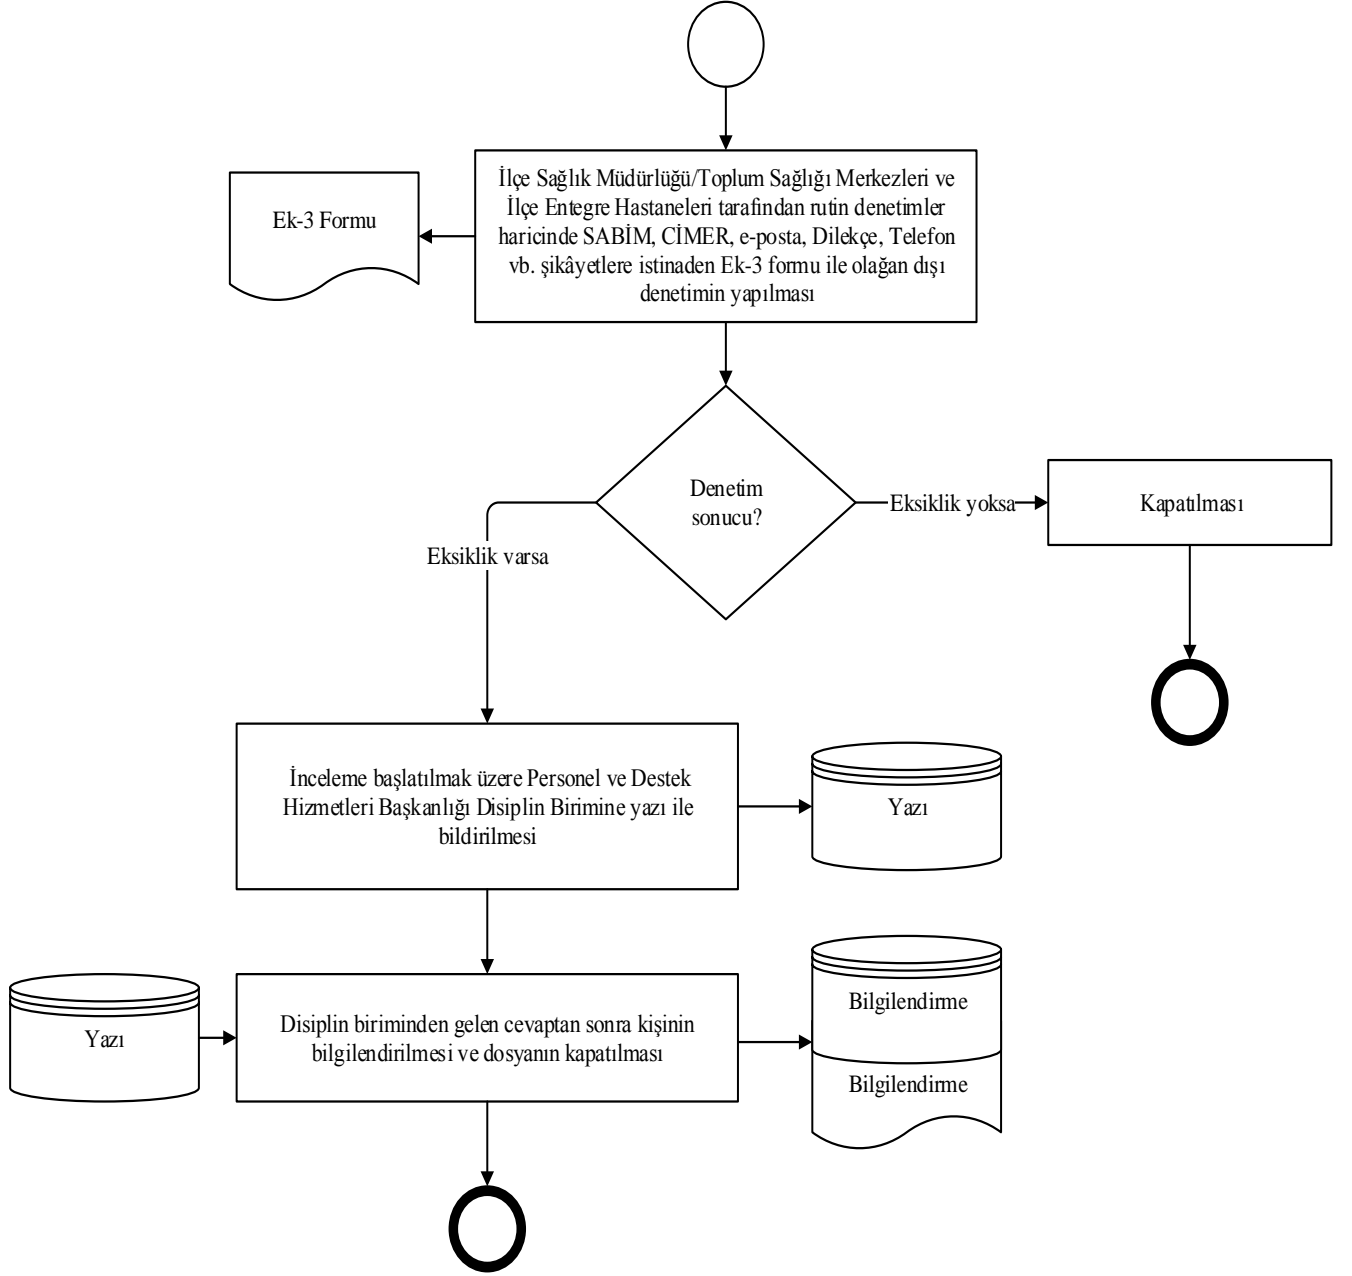 İlçe Sağlık Müdürlüğü/Toplum Sağlığı Merkezleri ve
İlçe Entegre Hastaneleri tarafından rutin denetimler
haricinde SABİM, CİMER, e-posta, Dilekçe, Telefon
vb. şikâyetlere istinaden Ek-3 formu ile olağan dışı
denetimin yapılması
Ek-3 Formu
Denetim
sonucu?
Eksiklik yoksa
Kapatılması
Eksiklik varsa
İnceleme başlatılmak üzere Personel ve Destek
Hizmetleri Başkanlığı Disiplin Birimine yazı ile
bildirilmesi
Yazı
Yazı
Disiplin biriminden gelen cevaptan sonra kişinin
bilgilendirilmesi ve dosyanın kapatılması
Bilgilendirme
Bilgilendirme